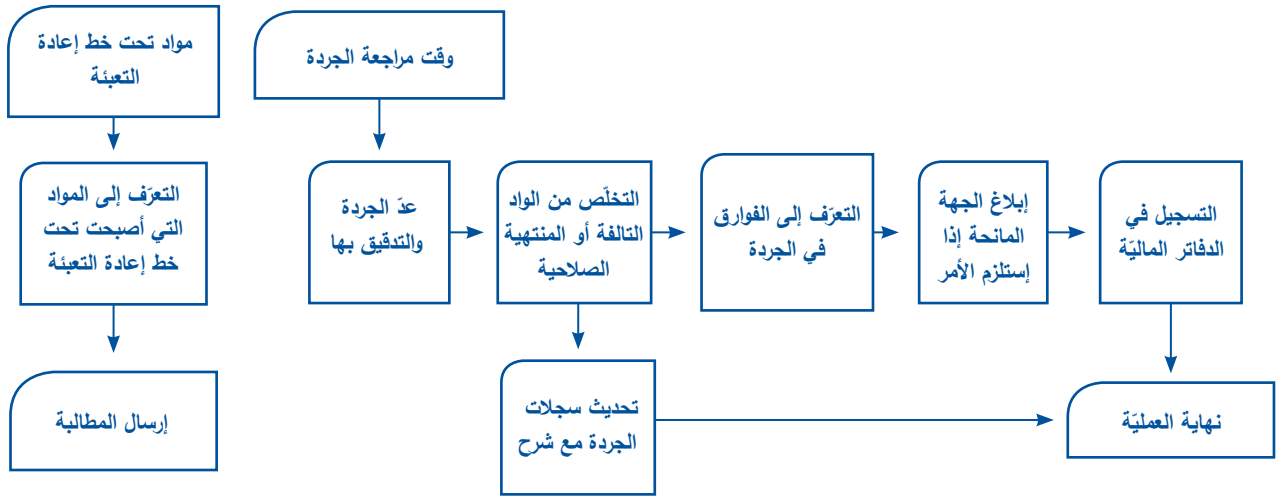 مواد تحت خط إعادة
التعبئة
التعرّف إلى المواد
التي أصبحت تحت
خط إعادة التعبئة
إرسال المطالبة
وقت مراجعة الجردة
عدّ الجردة
والتدقيق بها
التخلّص من الواد
التالفة أو المنتهية
الصلاحية
التعرّف إلى الفوارق
في الجردة
إبلاغ الجهة
المانحة إذا
إستلزم الأمر
التسجيل في
الدفاتر الماليّة
تحديث سجلات
الجردة مع شرح
نهاية العمليّة